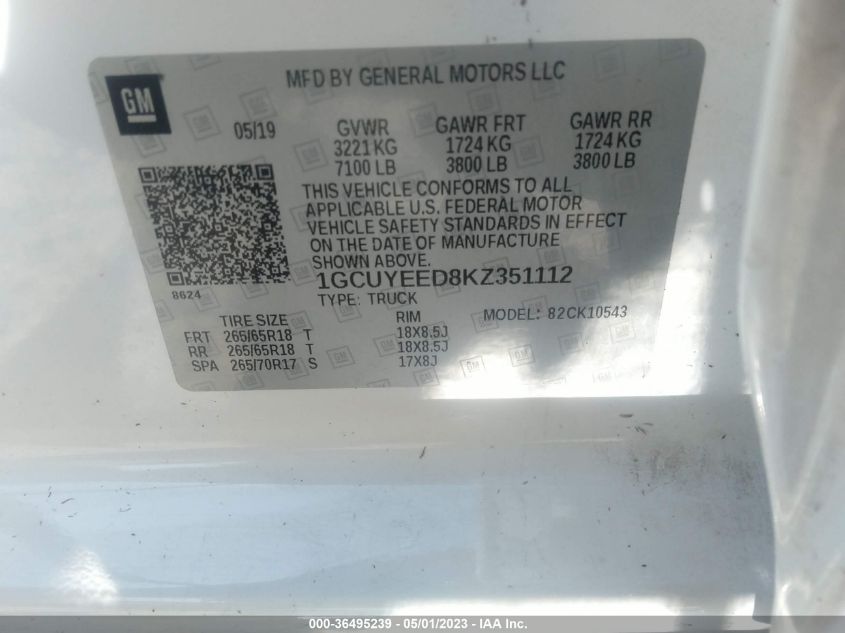 GM
MFD BY GENERAL MOTORS LLC
05/19
GVWR
3221 KG
7100 LB
GAWR FRT
1724 KG
3800 LB
GAWR RR
1724 KG
3800 LB
THIS VEHICLE CONFORMS TO ALL
APPLICABLE U.S. FEDERAL MOTOR
VEHICLE SAFETY STANDARDS IN EFFECT
ON THE DATE OF MANUFACTURE
SHOWN ABOVE.
8624
1GCUYEED8KZ351112
TYPE: TRUCK
MODEL: 82CK10543
TIRE SIZE RIM
FRT 265/65R18 T 18X8.5J
RR 265/65R18 T 18X8.5J
SPA 265/70R17 S 17X8J
000-36495239 - 05/01/2023 - IAA Inc.